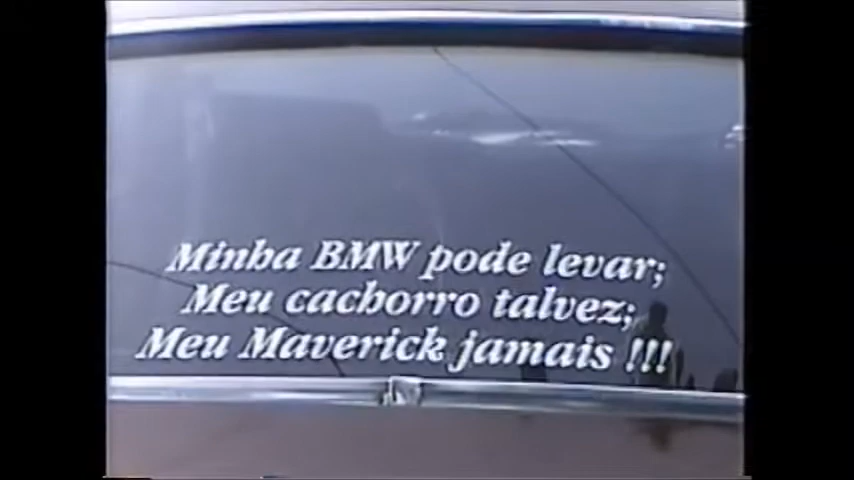 Minha BMW pode levar;
Meu cachorro talvez;
Meu Maverick jamais !!!